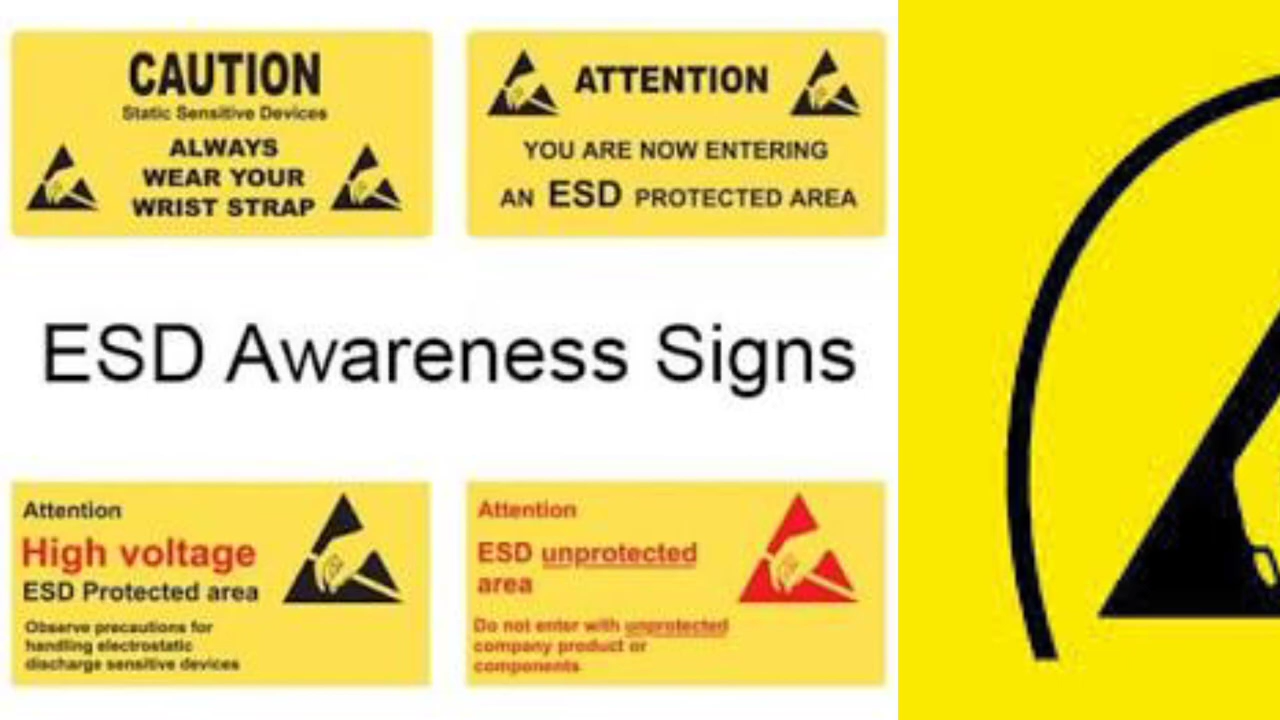 CAUTION
Static Sensitive Devices
ALWAYS
WEAR YOUR
WRIST STRAP
ATTENTION
YOU ARE NOW ENTERING
AN ESD PROTECTED AREA
ESD Awareness Signs
Attention
High voltage
ESD Protected area
Observe precautions for
handling electrostatic
discharge sensitive devices
Attention
ESD unprotected
area
Do not enter with unprotected
company product or
components